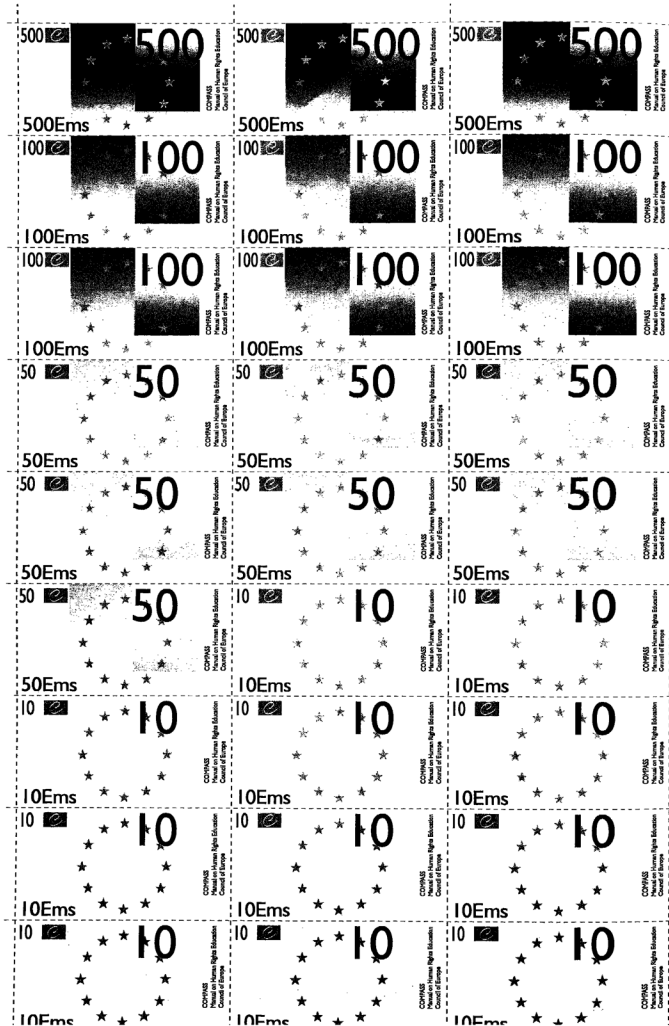 500 500 500 500 500 500
COMPASS COMPASS COMPASS
Manual on Human Rights Education Manual on Human Rights Education Manual on Human Rights Education
Council of Europe Council of Europe Council of Europe
500Ems 500Ems 500Ems
100 100 100 100 100 100
COMPASS COMPASS COMPASS
Manual on Human Rights Education Manual on Human Rights Education Manual on Human Rights Education
Council of Europe Council of Europe Council of Europe
100Ems 100Ems 100Ems
100 100 100 100 100 100
COMPASS COMPASS COMPASS
Manual on Human Rights Education Manual on Human Rights Education Manual on Human Rights Education
Council of Europe Council of Europe Council of Europe
100Ems 100Ems 100Ems
50 50 50 50 50 50
COMPASS COMPASS COMPASS
Manual on Human Rights Education Manual on Human Rights Education Manual on Human Rights Education
Council of Europe Council of Europe Council of Europe
50Ems 50Ems 50Ems
50 50 50 50 50 50
COMPASS COMPASS COMPASS
Manual on Human Rights Education Manual on Human Rights Education Manual on Human Rights Education
Council of Europe Council of Europe Council of Europe
50Ems 50Ems 50Ems
50 50 10 10 10 10
COMPASS COMPASS COMPASS
Manual on Human Rights Education Manual on Human Rights Education Manual on Human Rights Education
Council of Europe Council of Europe Council of Europe
50Ems 10Ems 10Ems
10 10 10 10 10 10
COMPASS COMPASS COMPASS
Manual on Human Rights Education Manual on Human Rights Education Manual on Human Rights Education
Council of Europe Council of Europe Council of Europe
10Ems 10Ems 10Ems
10 10 10 10 10 10
COMPASS COMPASS COMPASS
Manual on Human Rights Education Manual on Human Rights Education Manual on Human Rights Education
Council of Europe Council of Europe Council of Europe
10Ems 10Ems 10Ems
10 10 10 10 10 10
COMPASS COMPASS COMPASS
Manual on Human Rights Education Manual on Human Rights Education Manual on Human Rights Education
Council of Europe Council of Europe Council of Europe
10Ems 10Ems 10Ems